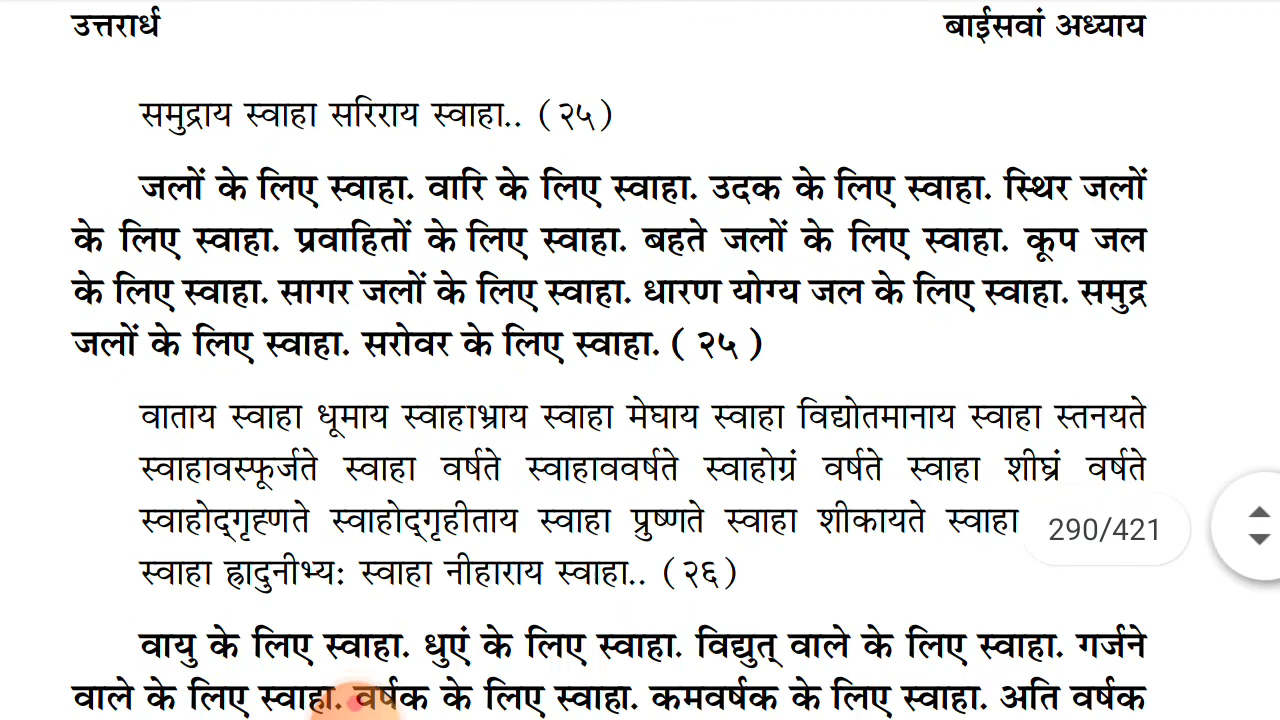 उत्तरार्ध बाईसवां अध्याय
समुद्राय स्वाहा सरिराय स्वाहा.. (२५)
जलों के लिए स्वाहा. वारि के लिए स्वाहा. उदक के लिए स्वाहा. स्थिर जलों
के लिए स्वाहा. प्रवाहितों के लिए स्वाहा. बहते जलों के लिए स्वाहा. कूप जल
के लिए स्वाहा. सागर जलों के लिए स्वाहा. धारण योग्य जल के लिए स्वाहा. समुद्र
जलों के लिए स्वाहा. सरोवर के लिए स्वाहा. (२५)
वाताय स्वाहा धूमाय स्वाहाभ्राय स्वाहा मेघाय स्वाहा विद्योतमानाय स्वाहा स्तनयते
स्वाहावस्फूर्जते स्वाहा वर्षते स्वाहाववर्षते स्वाहोग्रं वर्षते स्वाहा शीघ्रं वर्षते
स्वाहोद्गृह्णते स्वाहोद्गृहीताय स्वाहा प्रुष्णते स्वाहा शीकायते स्वाहा
290/421
स्वाहा ह्रादुनीभ्य: स्वाहा नीहाराय स्वाहा.. (२६)
वायु के लिए स्वाहा. धुएं के लिए स्वाहा. विद्युत् वाले के लिए स्वाहा. गर्जने
वाले के लिए स्वाहा. वर्षक के लिए स्वाहा. कमवर्षक के लिए स्वाहा. अति वर्षक